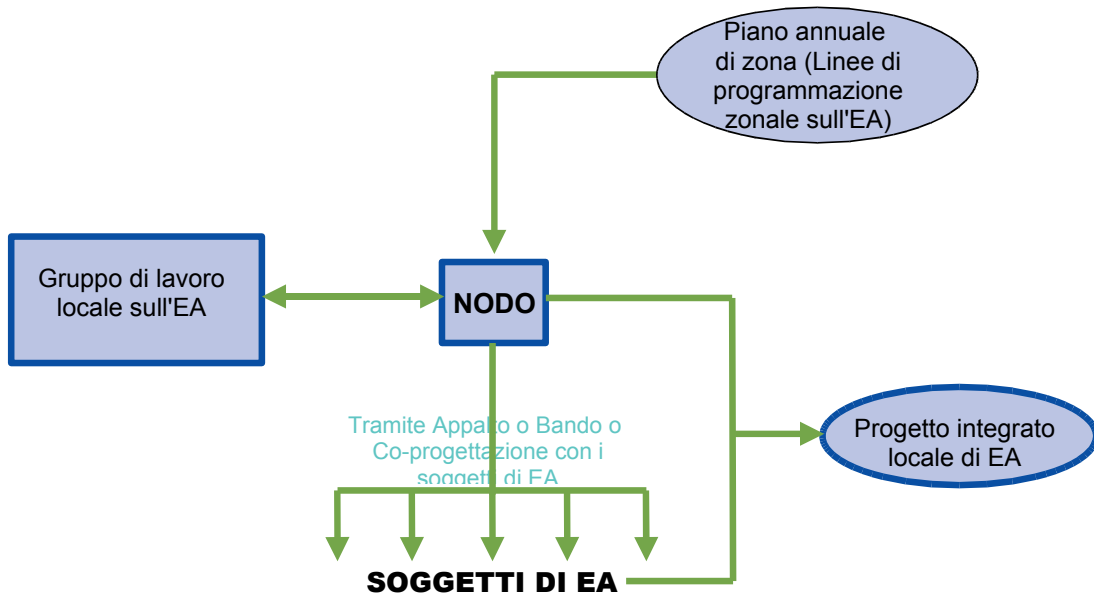 Piano annuale
di zona (Linee di
programmazione
zonale sull'EA)
Gruppo di lavoro
locale sull'EA
NODO
Tramite Appalto o Bando o
Co-progettazione con i
soggetti di EA
Progetto integrato
locale di EA
SOGGETTI DI EA